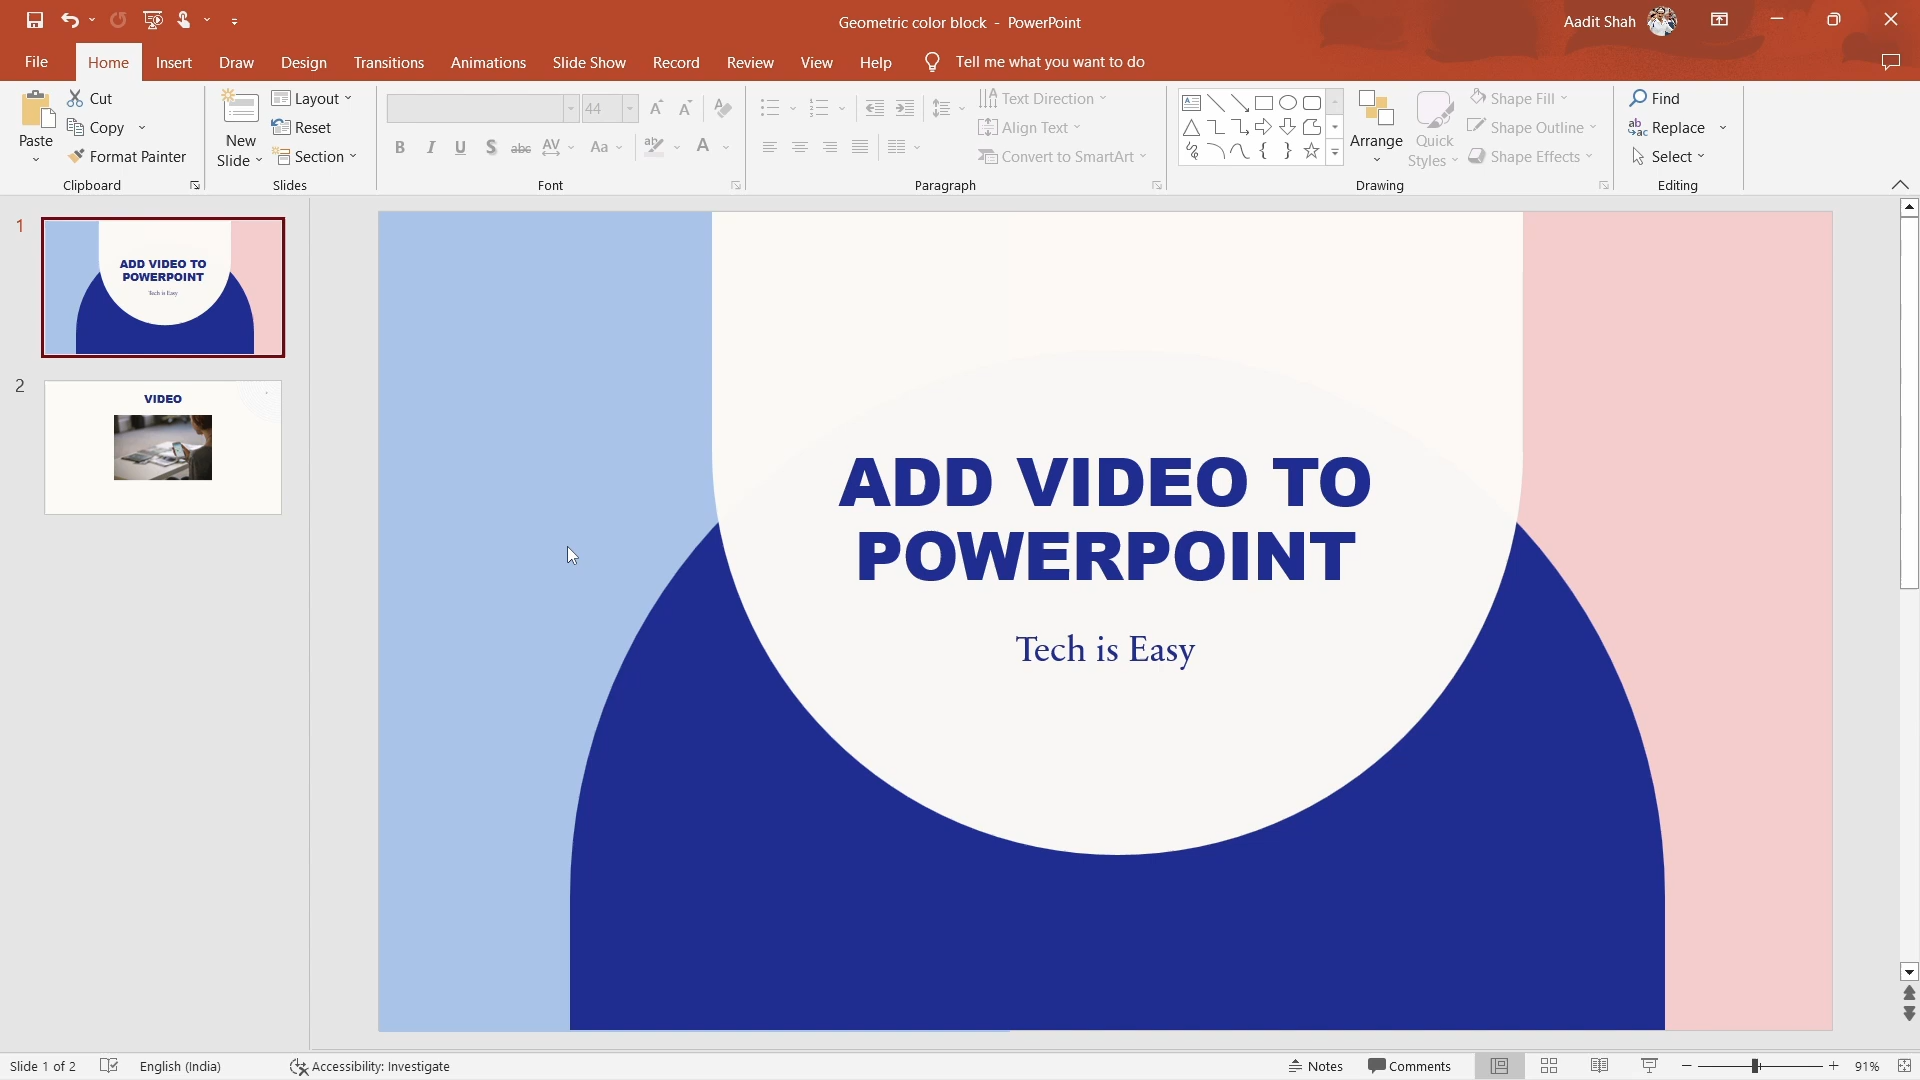 Geometric color block - PowerPoint
Aadit Shah
File
Home
Insert
Draw
Design
Transitions
Animations
Slide Show
Record
Review
View
Help
Tell me what you want to do
Paste
Cut
Copy
Format Painter
Clipboard
New
Slide
Layout
Reset
Section
Slides
44
B
I
U
S
abc
AV
Aa
A
Font
Text Direction
Align Text
Convert to SmartArt
Paragraph
Arrange
Quick
Styles
Shape Fill
Shape Outline
Shape Effects
Drawing
Find
Replace
Select
Editing
1
ADD VIDEO TO
POWERPOINT
Tech is Easy
2
VIDEO
ADD VIDEO TO
POWERPOINT
Tech is Easy
Slide 1 of 2
English (India)
Accessibility: Investigate
Notes
Comments
91%